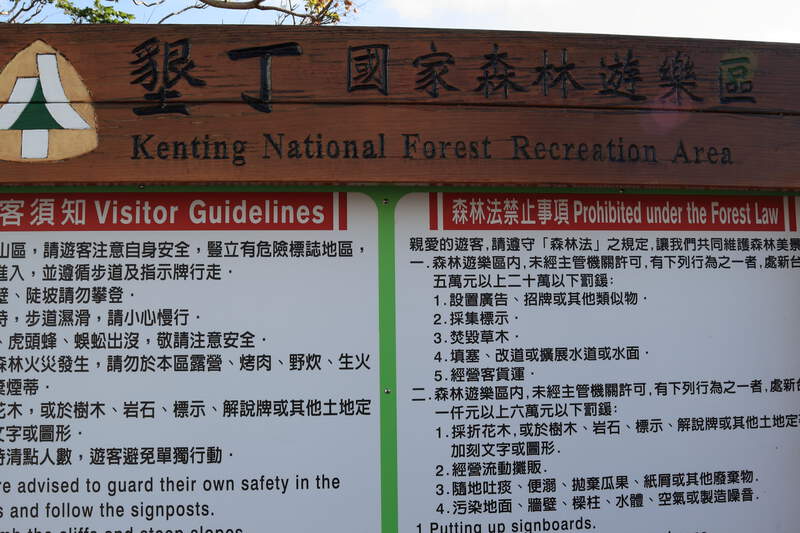 墾丁 國家森林遊樂區
Kenting National Forest Recreation Area
客須知 Visitor Guidelines
山區，請遊客注意自身安全，豎立有危險標誌地區，
進入，並遵循步道及指示牌行走．
壁、陡坡請勿攀登．
時，步道濕滑，請小心慢行．
、虎頭蜂、蜈蚣出沒，敬請注意安全．
森林火災發生，請勿於本區露營、烤肉、野炊、生火
棄煙蒂．
花木，或於樹木、岩石、標示、解說牌或其他土地定
文字或圖形．
時清點人數，遊客避免單獨行動．
re advised to guard their own safety in the
s and follow the signposts.
mb the cliffs and steep slopes.
森林法禁止事項 Prohibited under the Forest Law
親愛的遊客,請遵守「森林法」之規定,讓我們共同維護森林美景
一．森林遊樂區內,未經主管機關許可,有下列行為之一者,處新台
五萬元以上二十萬以下罰鍰:
1.設置廣告、招牌或其他類似物．
2.採集標示．
3.焚毀草木．
4.填塞、改道或擴展水道或水面．
5.經營客貨運．
二．森林遊樂區內,未經主管機關許可,有下列行為之一者,處新台
一仟元以上六萬元以下罰鍰:
1.採折花木,或於樹木、岩石、標示、解說牌或其他土地定
加刻文字或圖形．
2.經營流動攤販．
3.隨地吐痰、便溺、拋棄瓜果、紙屑或其他廢棄物．
4.污染地面、牆壁、樑柱、水體、空氣或製造噪音．
1.Putting up signboards.